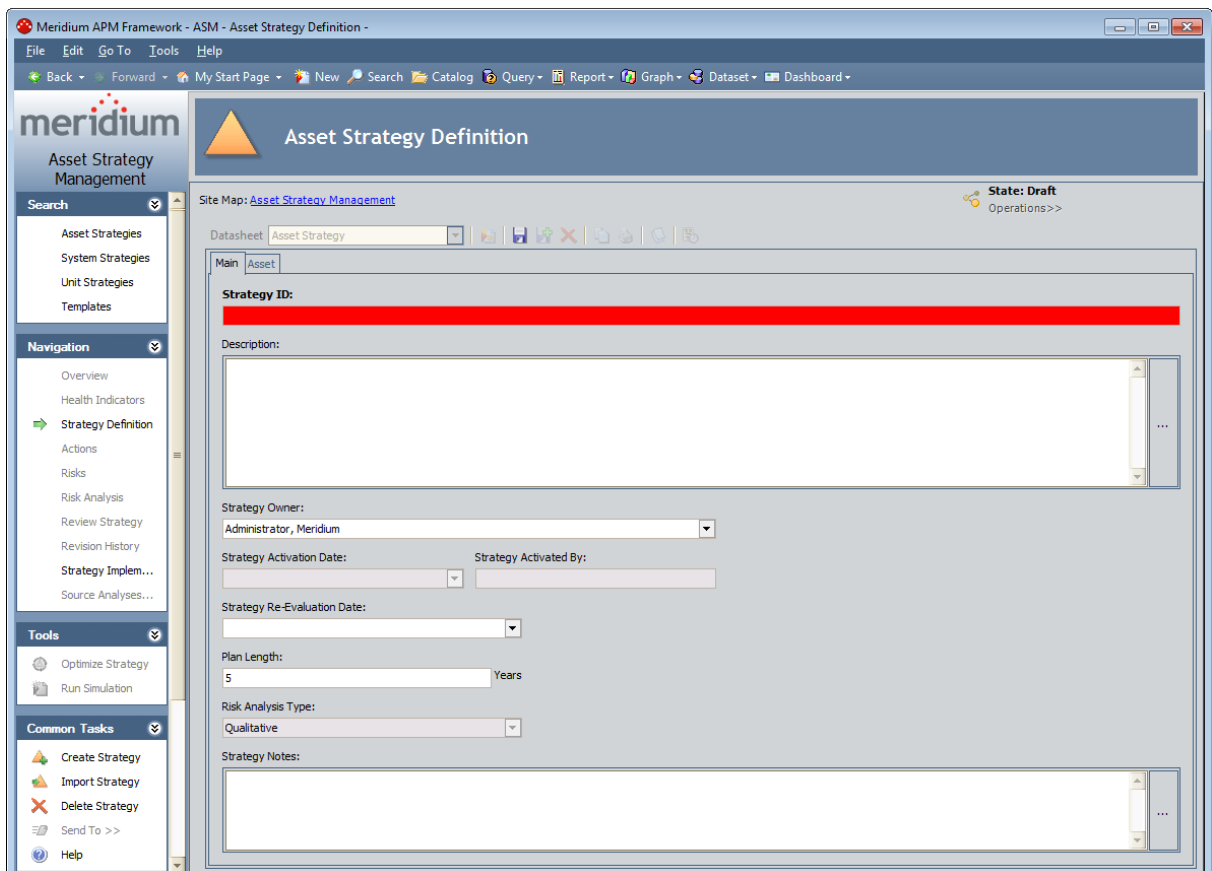 Meridium APM Framework - ASM - Asset Strategy Definition -
File Edit Go To Tools Help
Back Forward My Start Page New Search Catalog Query Report Graph Dataset Dashboard
meridium
Asset Strategy
Management
Asset Strategy Definition
Search
Asset Strategies
System Strategies
Unit Strategies
Templates
Navigation
Overview
Health Indicators
Strategy Definition
Actions
Risks
Risk Analysis
Review Strategy
Revision History
Strategy Implem...
Source Analyses...
Tools
Optimize Strategy
Run Simulation
Common Tasks
Create Strategy
Import Strategy
Delete Strategy
Send To >>
Help
Site Map: Asset Strategy Management
State: Draft
Operations>>
Datasheet Asset Strategy
Main Asset
Strategy ID:
Description:
...
Strategy Owner:
Administrator, Meridium
Strategy Activation Date: Strategy Activated By:
Strategy Re-Evaluation Date:
Plan Length:
5 Years
Risk Analysis Type:
Qualitative
Strategy Notes:
...